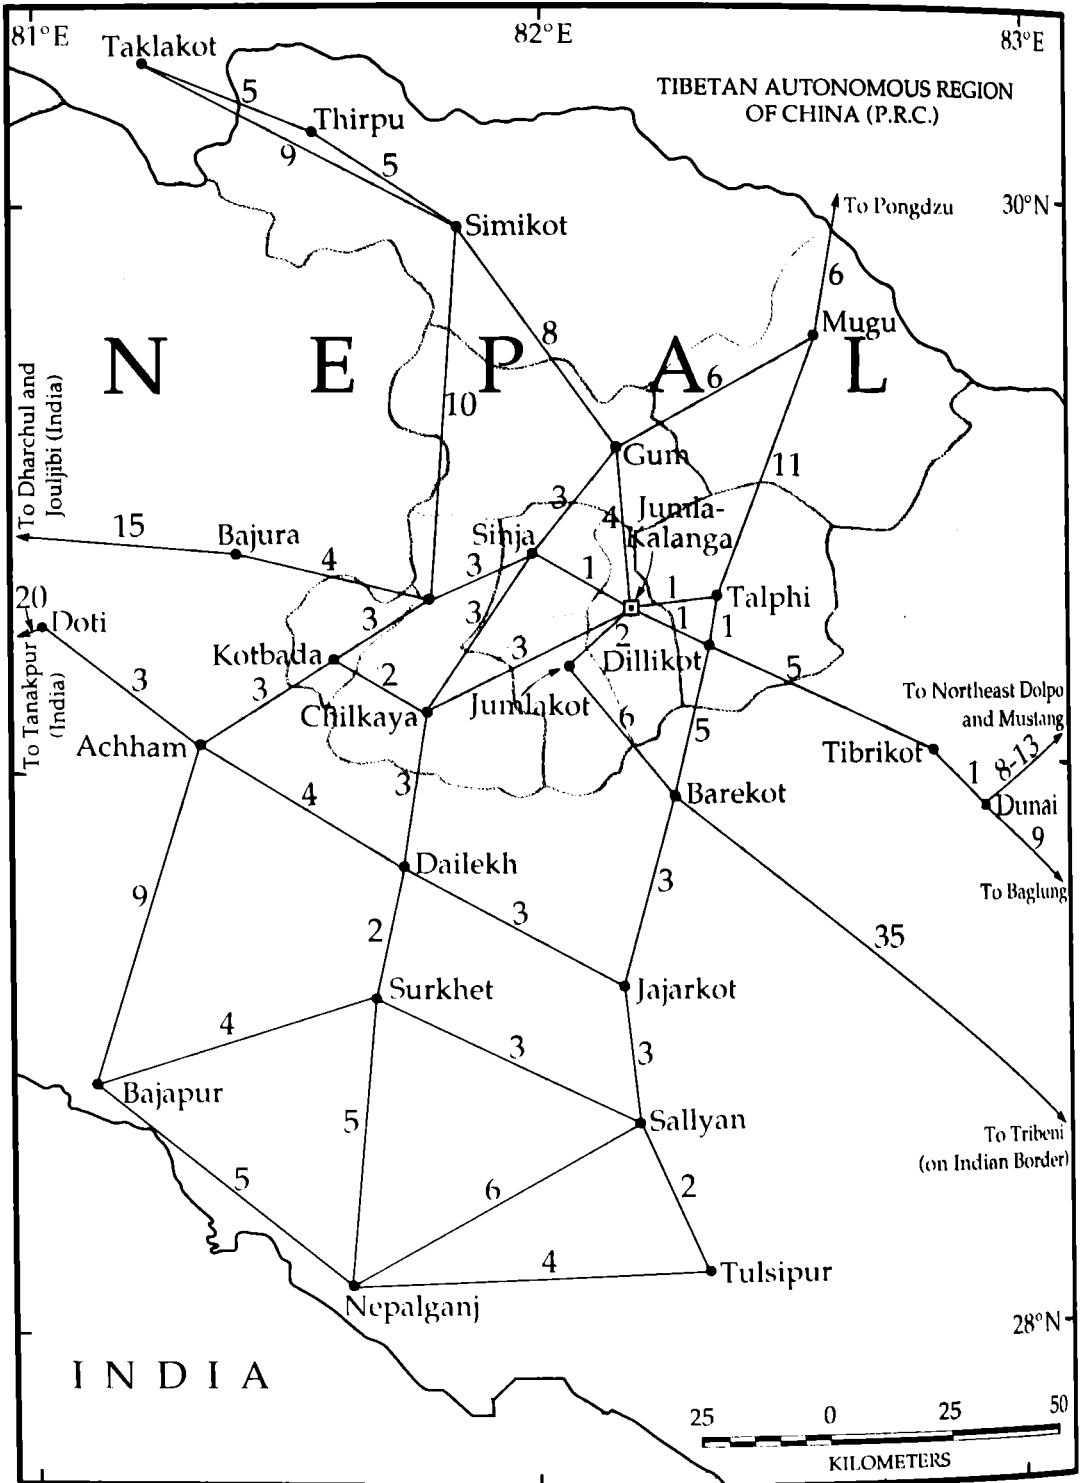 81°E
82°E
83°E
Taklakot
TIBETAN AUTONOMOUS REGION
OF CHINA (P.R.C.)
5
Thirpu
9
5
To Pongdzu
30°N
Simikot
6
Mugu
8
NEPAL
6
To Dharchul and
Jouljibi (India)
10
Gum
11
3
4
Jumla-
Kalanga
15
Bajura
Sinja
4
3
1
1
Talphi
20
Doti
3
3
1
1
2
To Tanakpur
(India)
Kotbada
3
Dillikot
3
3
2
5
To Northeast Dolpo
and Mustang
Chilkaya
Jumlakot
6
5
Achham
Tibrikot
1
8-13
4
3
Barekot
Dunai
9
Dailekh
3
To Baglung
9
3
2
35
Surkhet
Jajarkot
4
3
3
Bajapur
5
Sallyan
To Tribeni
(on Indian Border)
5
6
2
4
Tulsipur
Nepalganj
28°N
INDIA
25
0
25
50
KILOMETERS